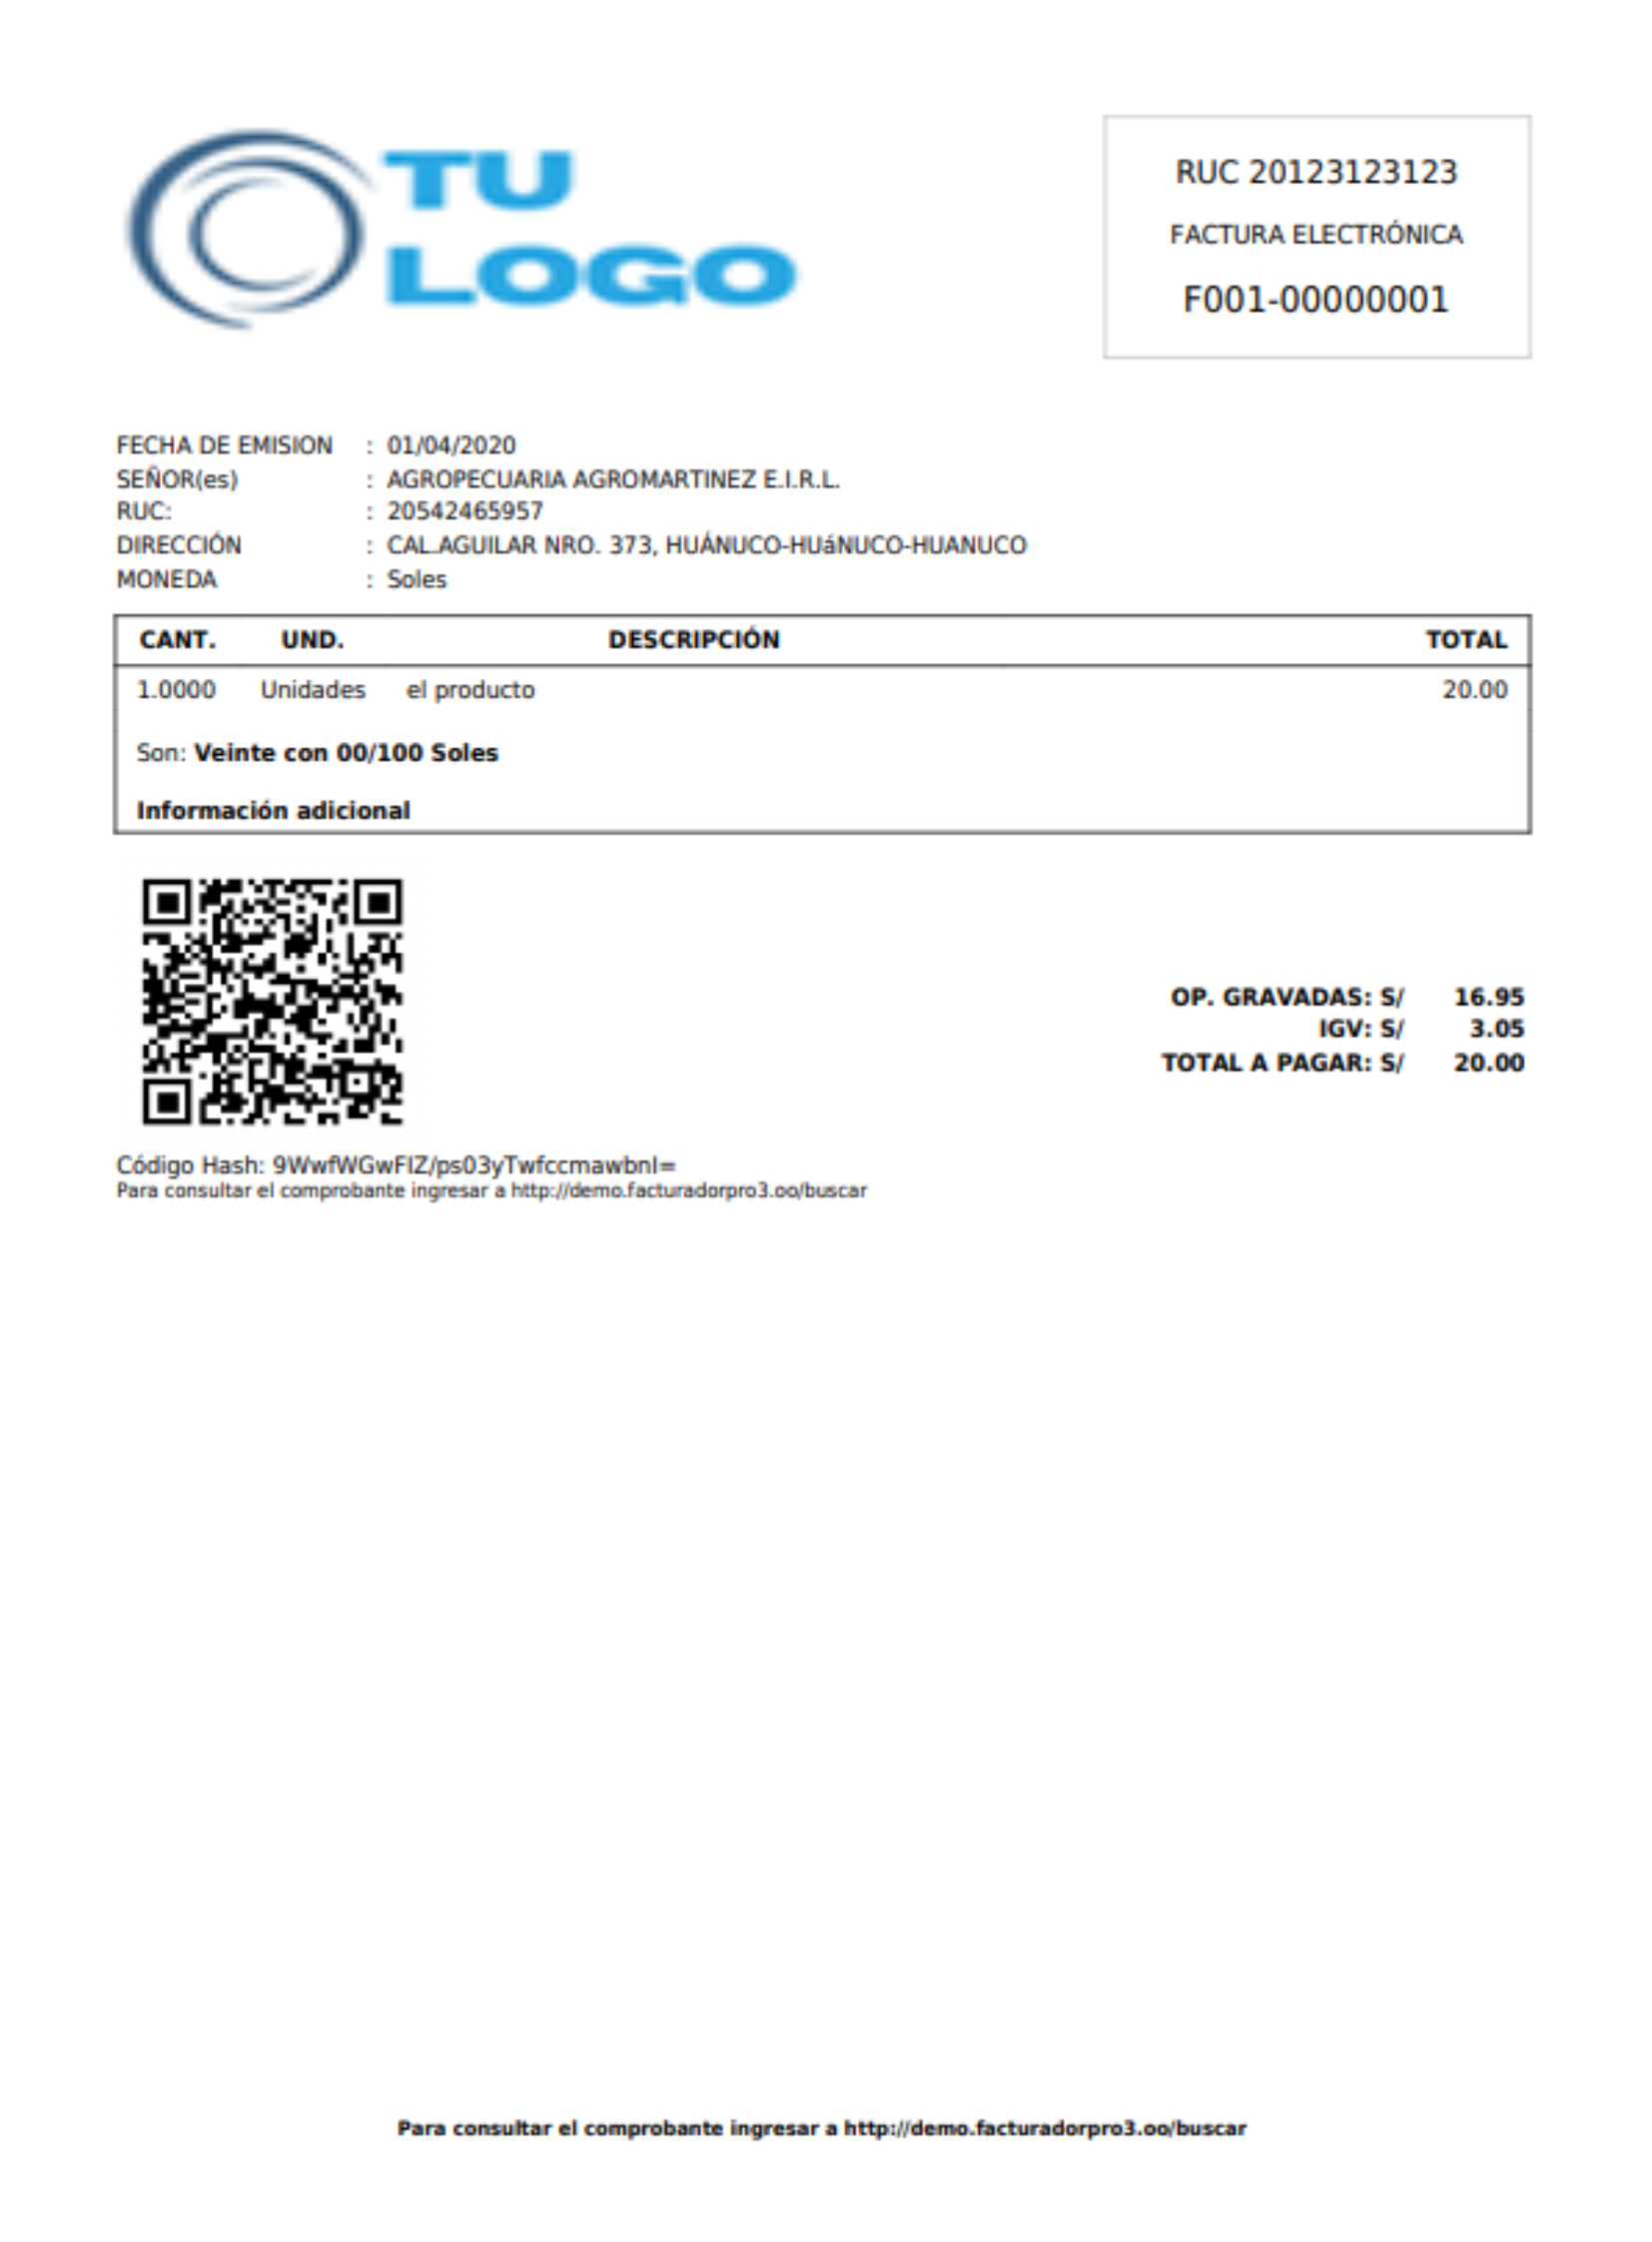 TU
LOGO
RUC 20123123123
FACTURA ELECTRÓNICA
F001-00000001
FECHA DE EMISION : 01/04/2020
SEÑOR(es) : AGROPECUARIA AGROMARTINEZ E.I.R.L.
RUC: : 20542465957
DIRECCIÓN : CAL.AGUILAR NRO. 373, HUÁNUCO-HUáNUCO-HUANUCO
MONEDA : Soles
CANT. UND. DESCRIPCIÓN TOTAL
1.0000 Unidades el producto 20.00
Son: Veinte con 00/100 Soles
Información adicional
OP. GRAVADAS: S/ 16.95
IGV: S/ 3.05
TOTAL A PAGAR: S/ 20.00
Código Hash: 9WwfWGwFIZ/ps03yTwfccmawbnI=
Para consultar el comprobante ingresar a http://demo.facturadorpro3.oo/buscar
Para consultar el comprobante ingresar a http://demo.facturadorpro3.oo/buscar